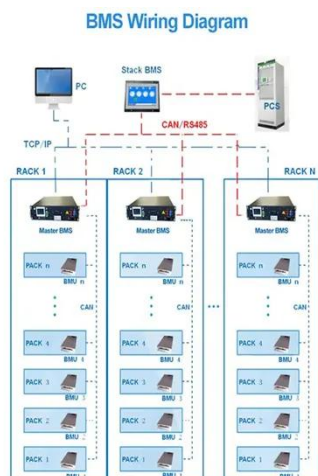 BMS Wiring Diagram
Stack BMS
PC
PCS
CAN/RS485
TCP/IP
RACK 1 RACK 2 RACK N
Master BMS Master BMS Master BMS
PACK n PACK n PACK n
BMU n BMU n BMU n
CAN CAN CAN
PACK 4 PACK 4 PACK 4
BMU 4 BMU 4 BMU 4
PACK 3 PACK 3 PACK 3
BMU 3 BMU 3 BMU 3
PACK 2 PACK 2 PACK 2
BMU 2 BMU 2 BMU 2
PACK 1 PACK 1 PACK 1